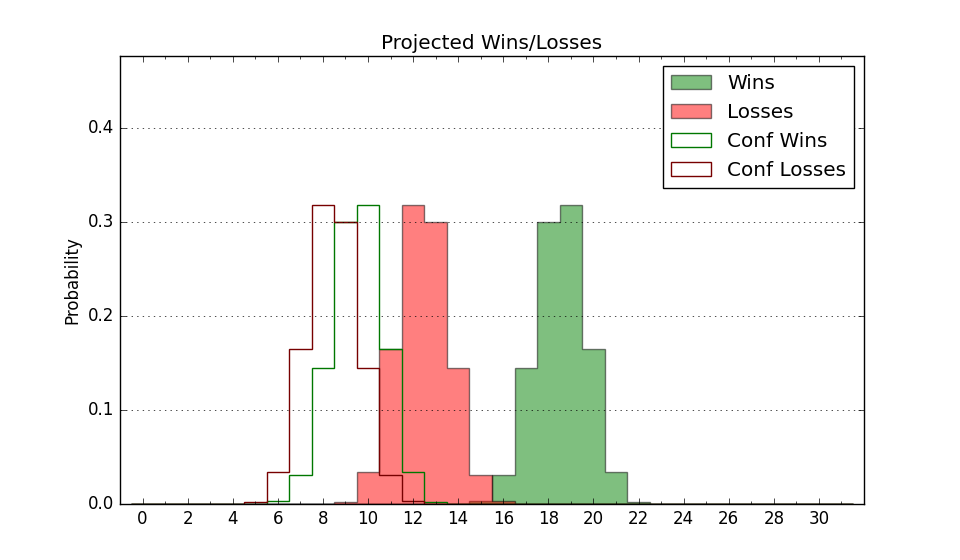 Projected Wins/Losses
Wins
Losses
Conf Wins
Conf Losses
Probability
0.4
0.3
0.2
0.1
0.0
0 2 4 6 8 10 12 14 16 18 20 22 24 26 28 30